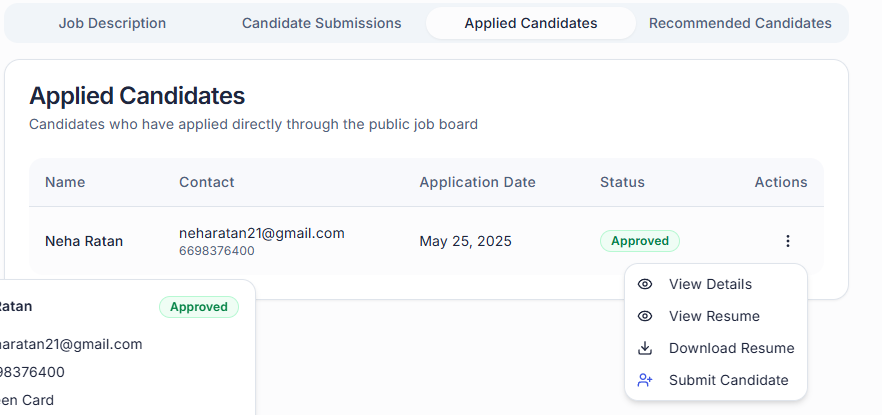 Job Description
Candidate Submissions
Applied Candidates
Recommended Candidates
Applied Candidates
Candidates who have applied directly through the public job board
Name
Contact
Application Date
Status
Actions
Neha Ratan
neharatan21@gmail.com
6698376400
May 25, 2025
Approved
View Details
View Resume
Download Resume
Submit Candidate
Ratan
Approved
aratan21@gmail.com
98376400
en Card